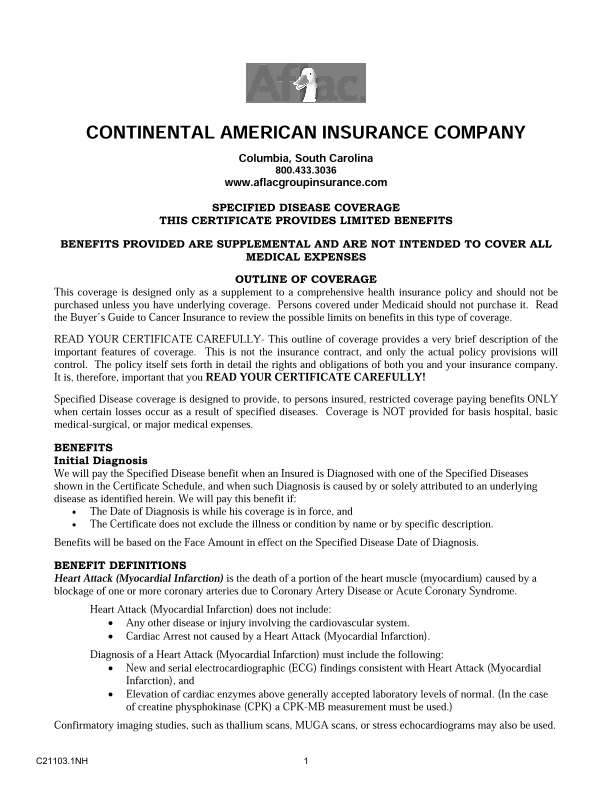 Aflac.
CONTINENTAL AMERICAN INSURANCE COMPANY
Columbia, South Carolina
800.433.3036
www.aflacgroupinsurance.com
SPECIFIED DISEASE COVERAGE
THIS CERTIFICATE PROVIDES LIMITED BENEFITS
BENEFITS PROVIDED ARE SUPPLEMENTAL AND ARE NOT INTENDED TO COVER ALL
MEDICAL EXPENSES
OUTLINE OF COVERAGE
This coverage is designed only as a supplement to a comprehensive health insurance policy and should not be
purchased unless you have underlying coverage. Persons covered under Medicaid should not purchase it. Read
the Buyer's Guide to Cancer Insurance to review the possible limits on benefits in this type of coverage.
READ YOUR CERTIFICATE CAREFULLY- This outline of coverage provides a very brief description of the
important features of coverage. This is not the insurance contract, and only the actual policy provisions will
control. The policy itself sets forth in detail the rights and obligations of both you and your insurance company.
It is, therefore, important that you READ YOUR CERTIFICATE CAREFULLY!
Specified Disease coverage is designed to provide, to persons insured, restricted coverage paying benefits ONLY
when certain losses occur as a result of specified diseases. Coverage is NOT provided for basis hospital, basic
medical-surgical, or major medical expenses.
BENEFITS
Initial Diagnosis
We will pay the Specified Disease benefit when an Insured is Diagnosed with one of the Specified Diseases
shown in the Certificate Schedule, and when such Diagnosis is caused by or solely attributed to an underlying
disease as identified herein. We will pay this benefit if:
• The Date of Diagnosis is while his coverage is in force, and
• The Certificate does not exclude the illness or condition by name or by specific description.
Benefits will be based on the Face Amount in effect on the Specified Disease Date of Diagnosis.
BENEFIT DEFINITIONS
Heart Attack (Myocardial Infarction) is the death of a portion of the heart muscle (myocardium) caused by a
blockage of one or more coronary arteries due to Coronary Artery Disease or Acute Coronary Syndrome.
Heart Attack (Myocardial Infarction) does not include:
• Any other disease or injury involving the cardiovascular system.
• Cardiac Arrest not caused by a Heart Attack (Myocardial Infarction).
Diagnosis of a Heart Attack (Myocardial Infarction) must include the following:
• New and serial electrocardiographic (ECG) findings consistent with Heart Attack (Myocardial
Infarction), and
• Elevation of cardiac enzymes above generally accepted laboratory levels of normal. (In the case
of creatine physphokinase (CPK) a CPK-MB measurement must be used.)
Confirmatory imaging studies, such as thallium scans, MUGA scans, or stress echocardiograms may also be used.
C21103.1NH
1